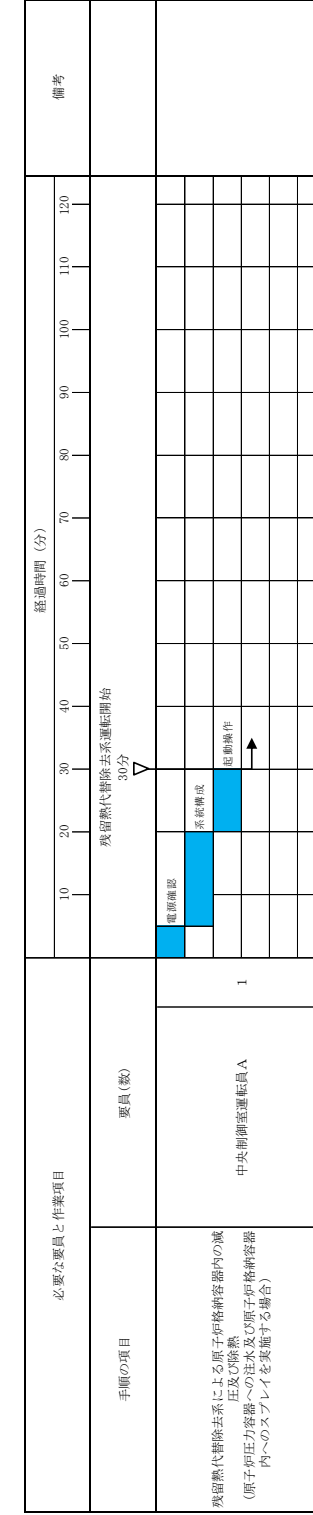 必要な要員と作業項目
経過時間（分）
備考
10 20 30 40 50 60 70 80 90 100 110 120
手順の項目
要員(数)
残留熱代替除去系運転開始
30分
残留熱代替除去系による原子炉格納容器内の減
圧及び除熱
（原子炉圧力容器への注水及び原子炉格納容器
内へのスプレイを実施する場合）
中央制御室運転員A
1
電源確認
系統構成
起動操作